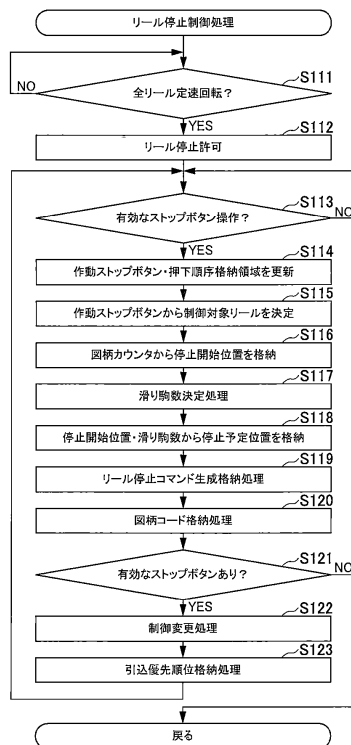 リール停止制御処理
S111
全リール定速回転？
NO
YES
S112
リール停止許可
S113
有効なストップボタン操作？
NO
YES
S114
作動ストップボタン・押下順序格納領域を更新
S115
作動ストップボタンから制御対象リールを決定
S116
図柄カウンタから停止開始位置を格納
S117
滑り駒数決定処理
S118
停止開始位置・滑り駒数から停止予定位置を格納
S119
リール停止コマンド生成格納処理
S120
図柄コード格納処理
S121
有効なストップボタンあり？
NO
YES
S122
制御変更処理
S123
引込優先順位格納処理
戻る